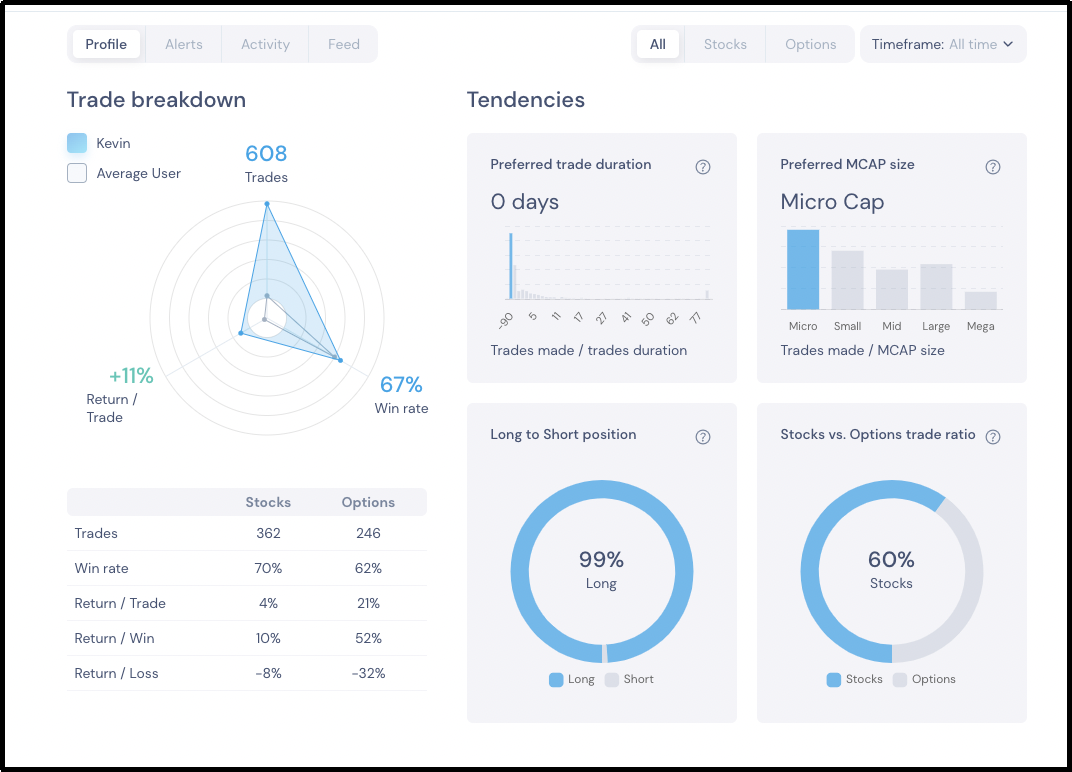 Profile Alerts Activity Feed
All Stocks Options Timeframe: All time
Trade breakdown
Kevin
Average User
608
Trades
+11%
Return /
Trade
67%
Win rate
Stocks Options
Trades 362 246
Win rate 70% 62%
Return / Trade 4% 21%
Return / Win 10% 52%
Return / Loss -8% -32%
Tendencies
Preferred trade duration ?
0 days
-90 5 11 17 27 41 50 62 77
Trades made / trades duration
Preferred MCAP size ?
Micro Cap
Micro Small Mid Large Mega
Trades made / MCAP size
Long to Short position ?
99%
Long
Long Short
Stocks vs. Options trade ratio ?
60%
Stocks
Stocks Options